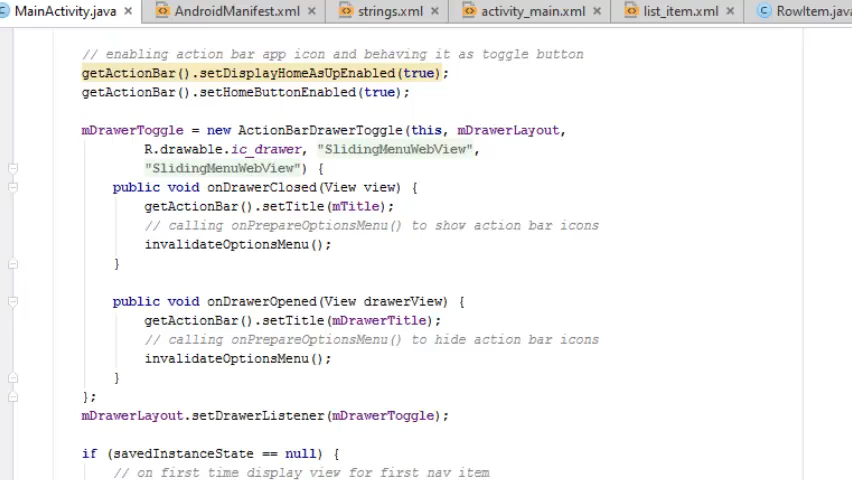 MainActivity.java AndroidManifest.xml strings.xml activity_main.xml list_item.xml RowItem.java
// enabling action bar app icon and behaving it as toggle button
getActionBar().setDisplayHomeAsUpEnabled(true);
getActionBar().setHomeButtonEnabled(true);
mDrawerToggle = new ActionBarDrawerToggle(this, mDrawerLayout,
R.drawable.ic_drawer, "SlidingMenuWebView",
"SlidingMenuWebView") {
public void onDrawerClosed(View view) {
getActionBar().setTitle(mTitle);
// calling onPrepareOptionsMenu() to show action bar icons
invalidateOptionsMenu();
}
public void onDrawerOpened(View drawerView) {
getActionBar().setTitle(mDrawerTitle);
// calling onPrepareOptionsMenu() to hide action bar icons
invalidateOptionsMenu();
}
};
mDrawerLayout.setDrawerListener(mDrawerToggle);
if (savedInstanceState == null) {
// on first time display view for first nav item